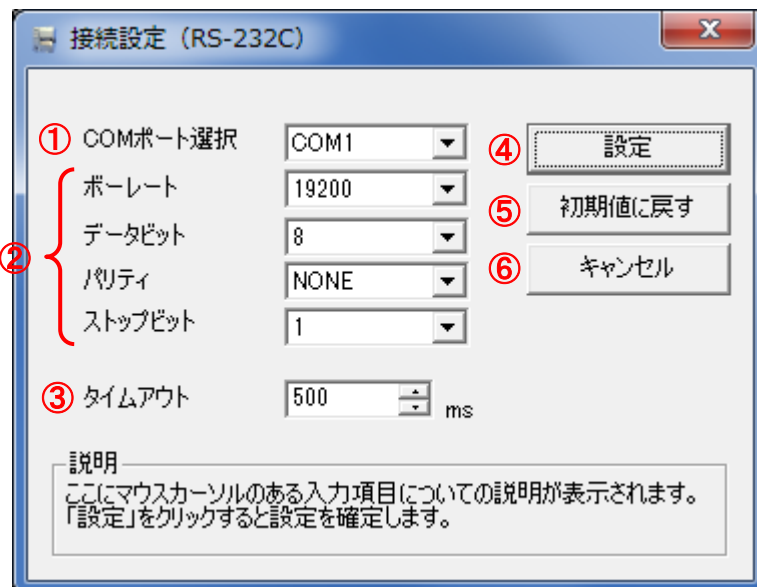 接続設定（RS-232C）
① COMポート選択 COM1
② ボーレート 19200
データビット 8
パリティ NONE
ストップビット 1
③ タイムアウト 500 ms
④ 設定
⑤ 初期値に戻す
⑥ キャンセル
説明
ここにマウスカーソルのある入力項目についての説明が表示されます。
「設定」をクリックすると設定を確定します。